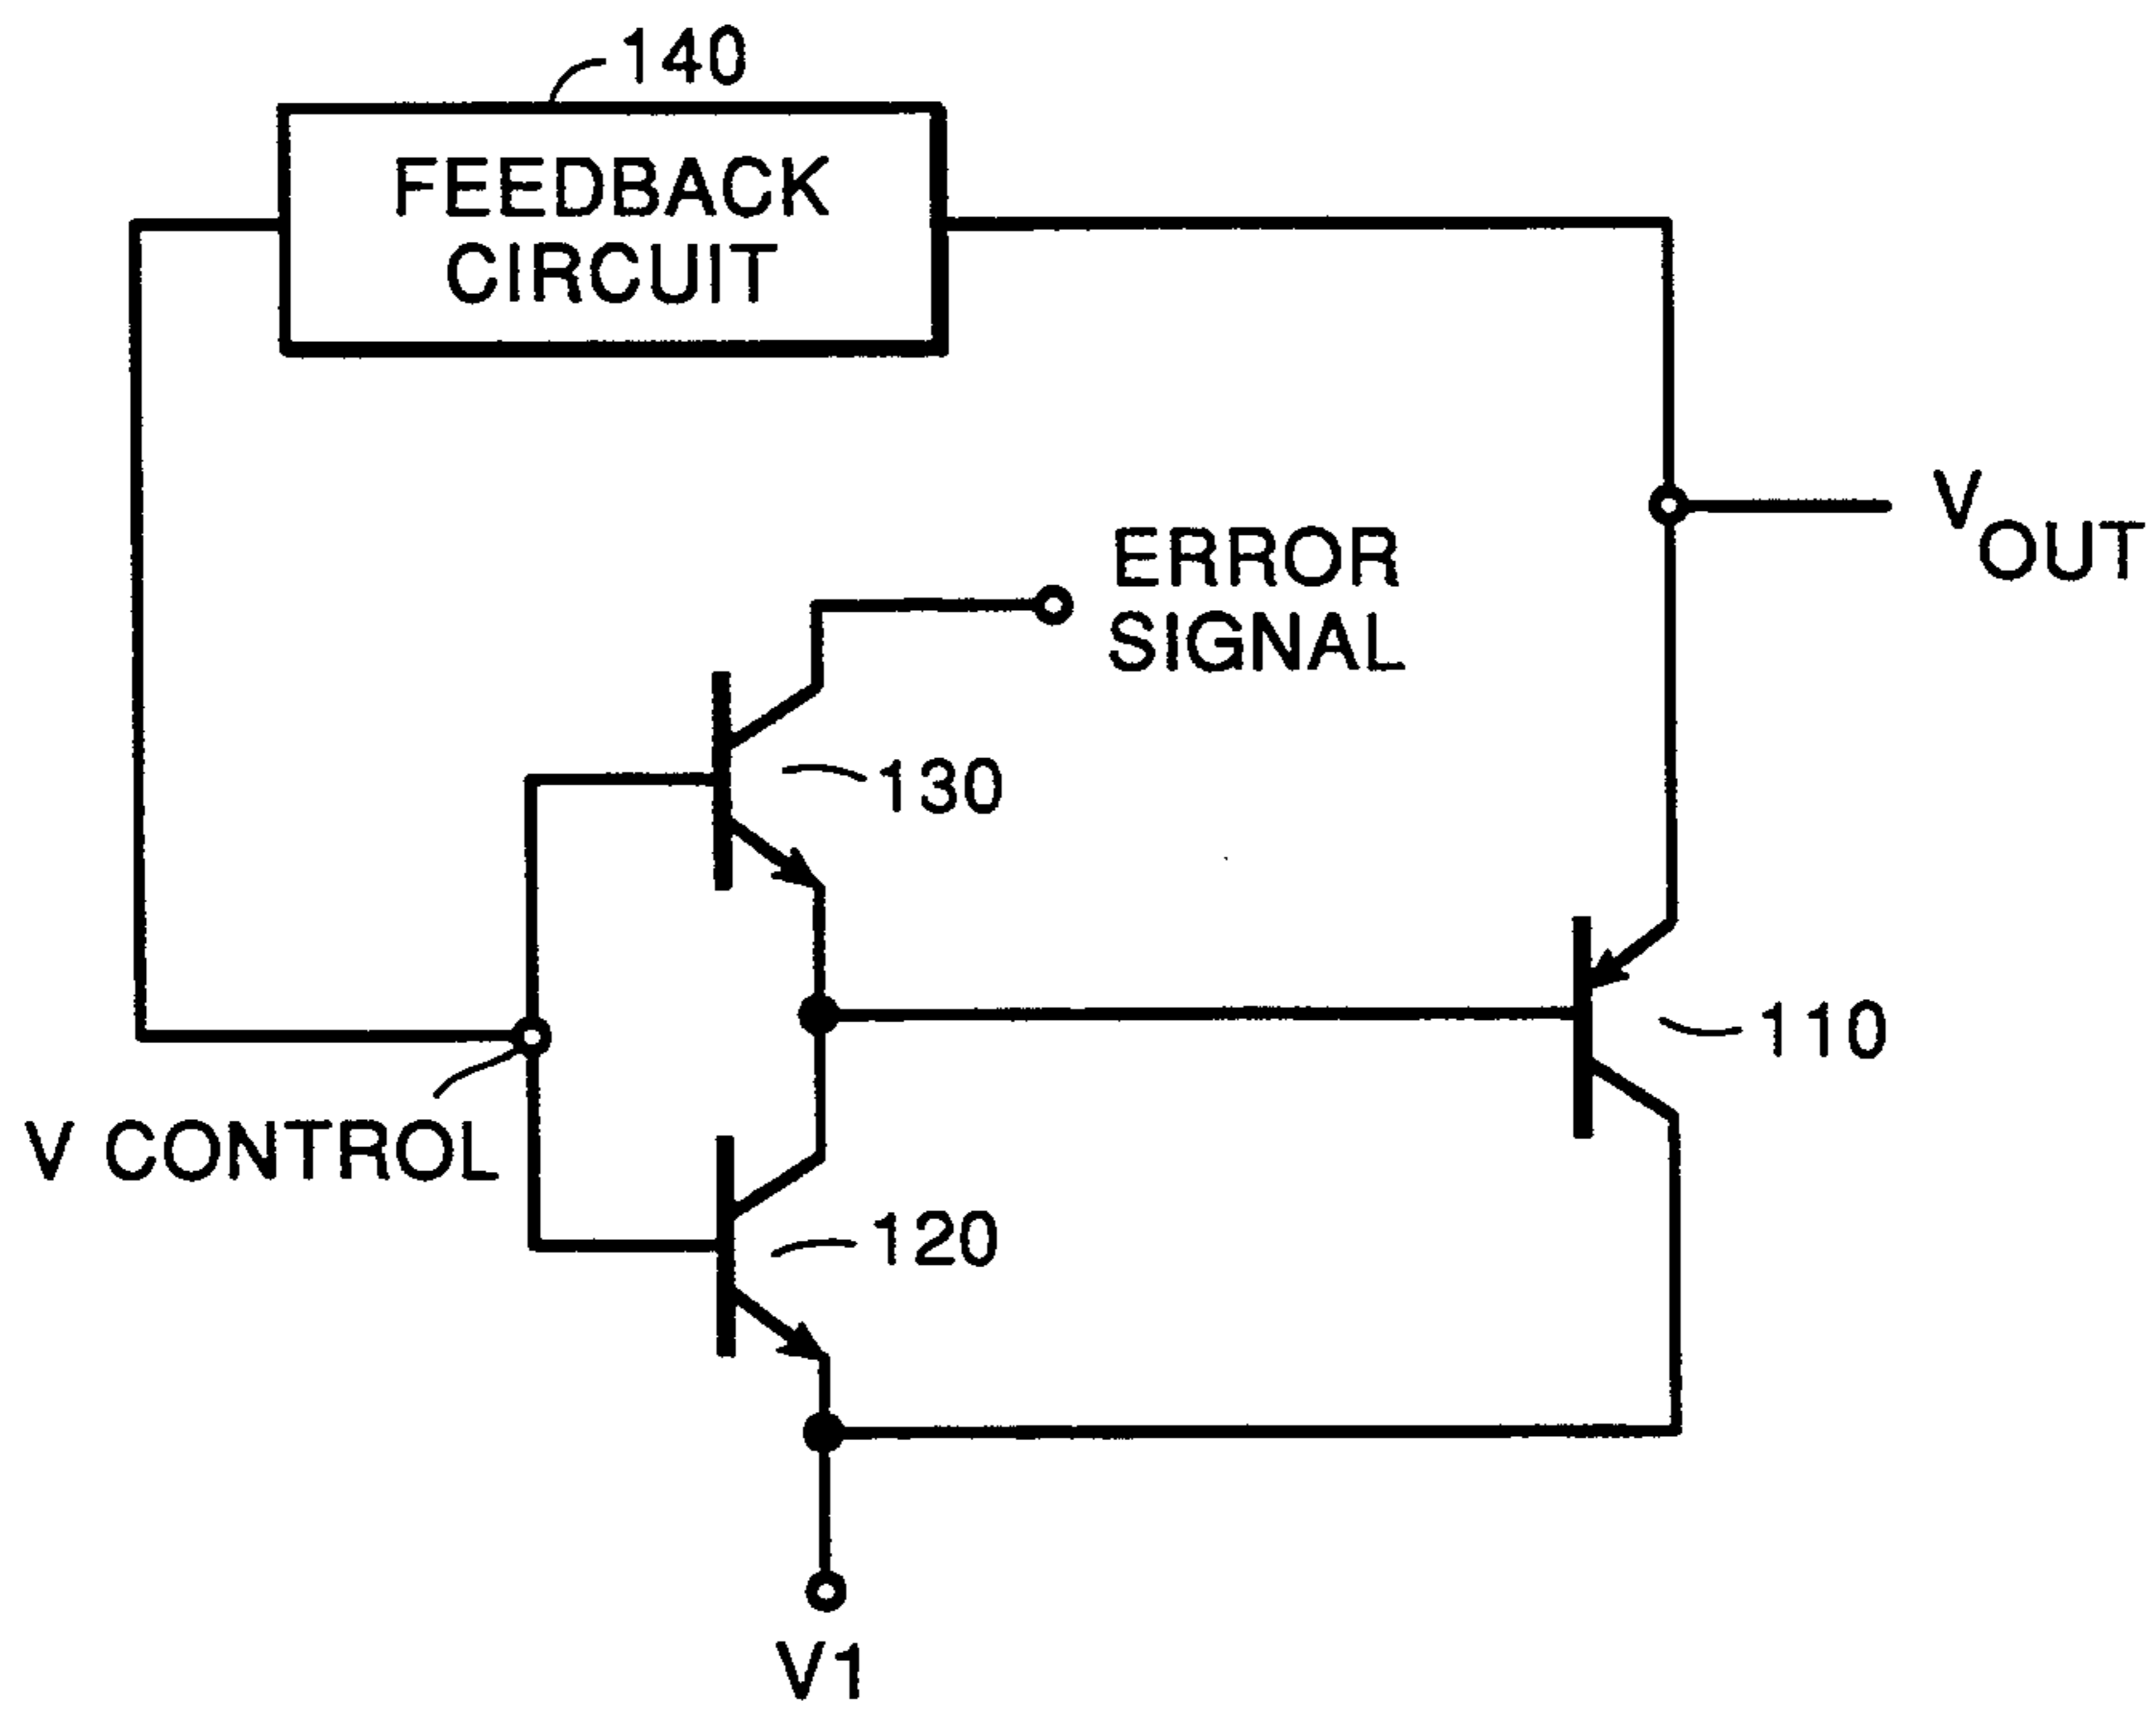 140
FEEDBACK
CIRCUIT
VOUT
ERROR
SIGNAL
130
110
V CONTROL
120
V1